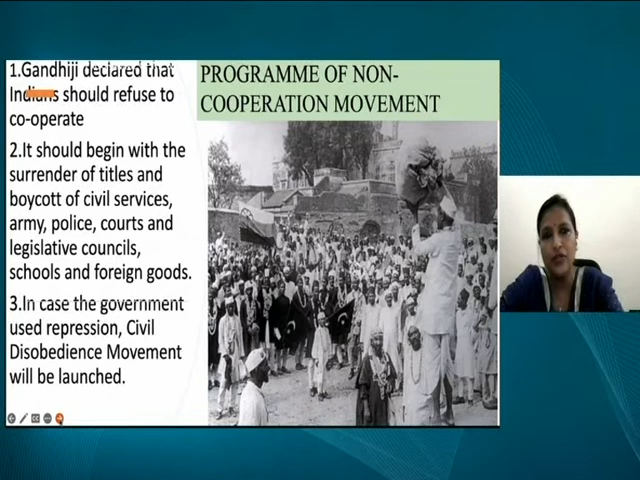 1.Gandhiji declared that
Indians should refuse to
co-operate
2.It should begin with the
surrender of titles and
boycott of civil services,
army, police, courts and
legislative councils,
schools and foreign goods.
3.In case the government
used repression, Civil
Disobedience Movement
will be launched.
PROGRAMME OF NON-
COOPERATION MOVEMENT